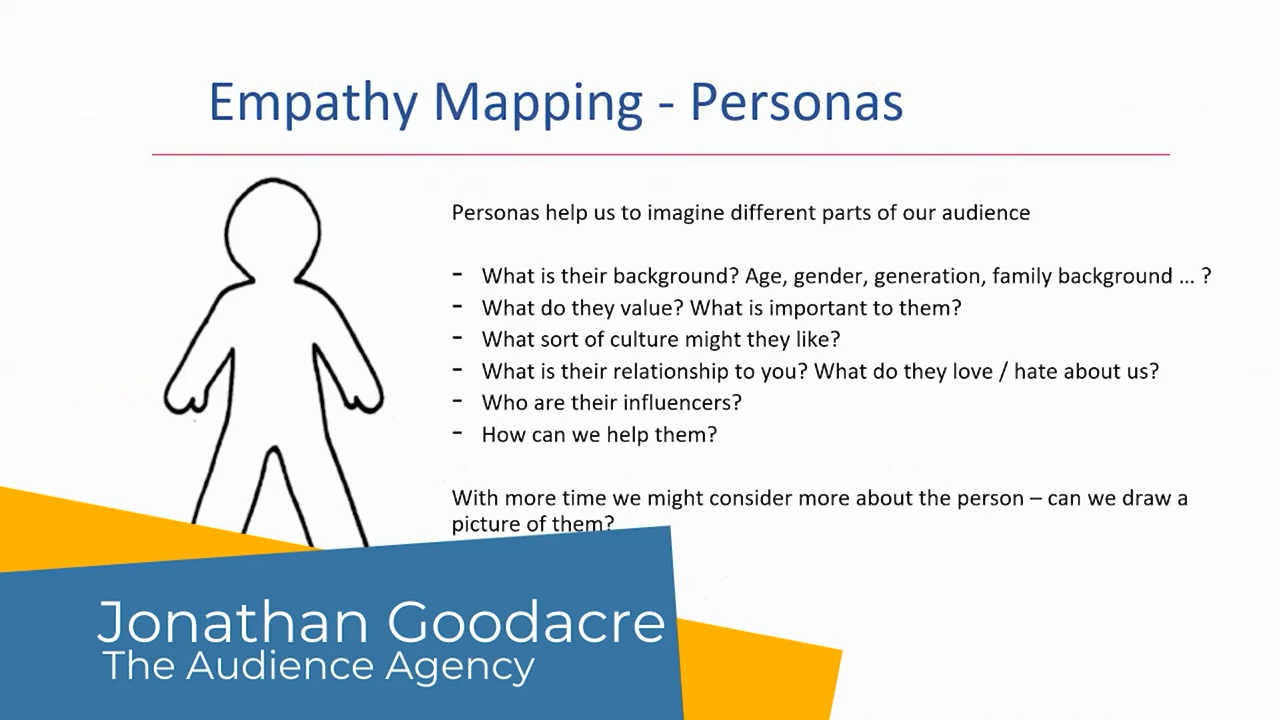 Empathy Mapping - Personas
Personas help us to imagine different parts of our audience
- What is their background? Age, gender, generation, family background ... ?
- What do they value? What is important to them?
- What sort of culture might they like?
- What is their relationship to you? What do they love / hate about us?
- Who are their influencers?
- How can we help them?
With more time we might consider more about the person – can we draw a
picture of them?
Jonathan Goodacre
The Audience Agency